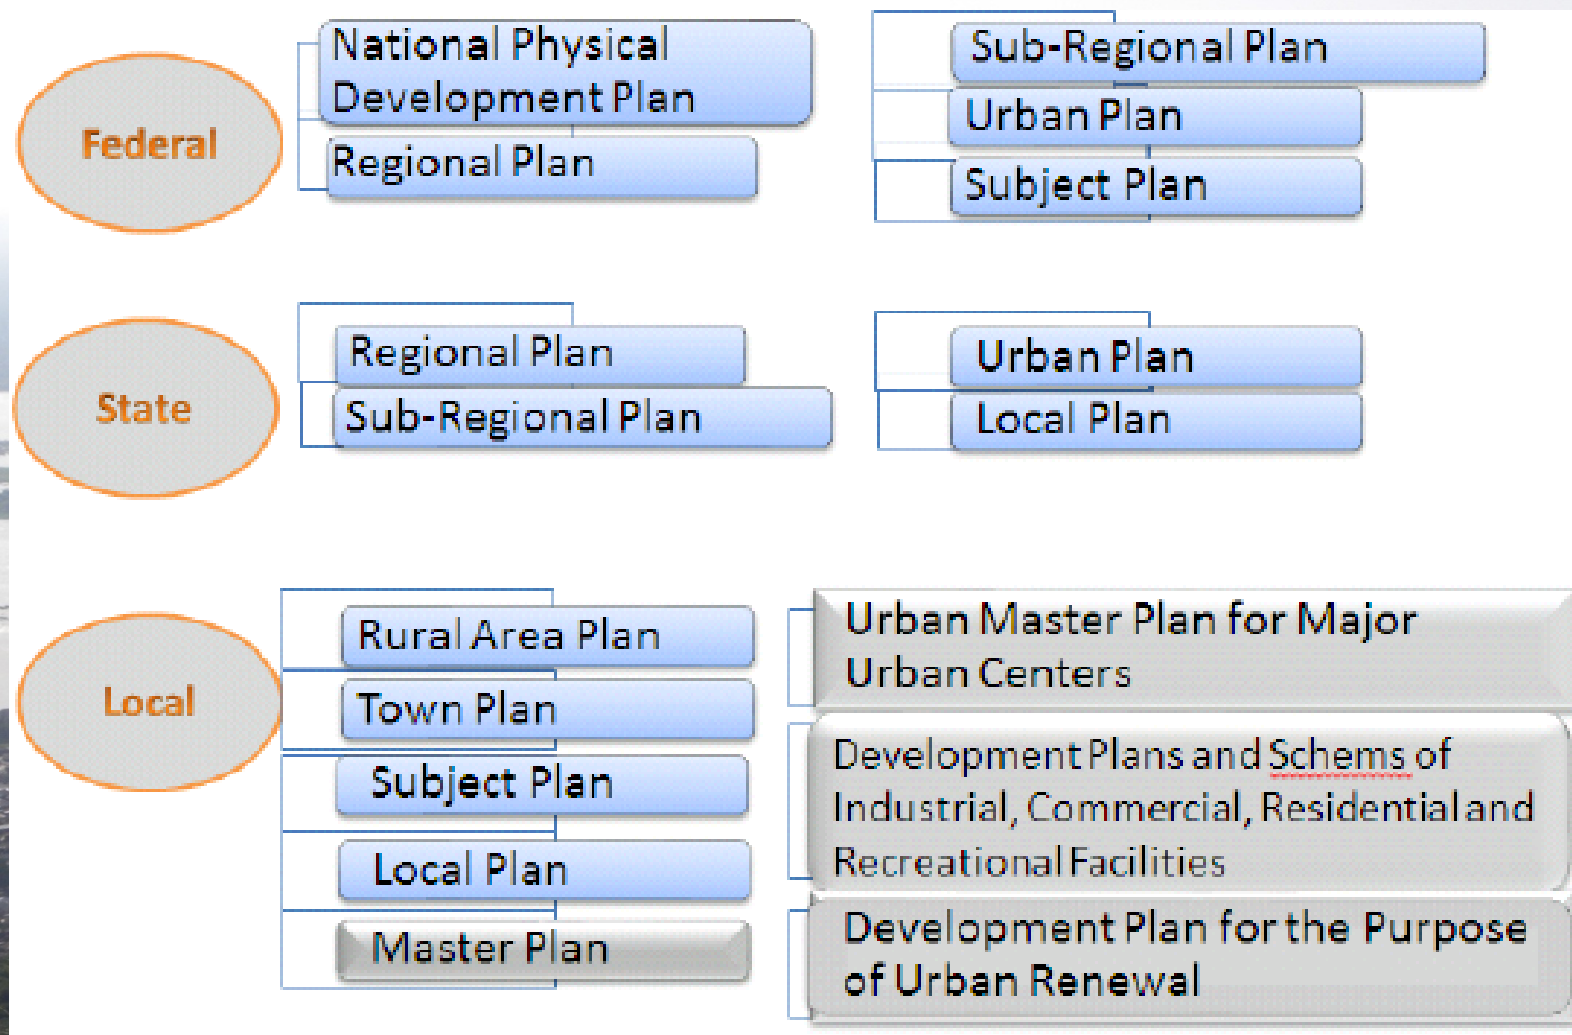 Federal
National Physical
Development Plan
Regional Plan
Sub-Regional Plan
Urban Plan
Subject Plan
State
Regional Plan
Sub-Regional Plan
Urban Plan
Local Plan
Local
Rural Area Plan
Town Plan
Subject Plan
Local Plan
Master Plan
Urban Master Plan for Major
Urban Centers
Development Plans and Schems of
Industrial, Commercial, Residential and
Recreational Facilities
Development Plan for the Purpose
of Urban Renewal